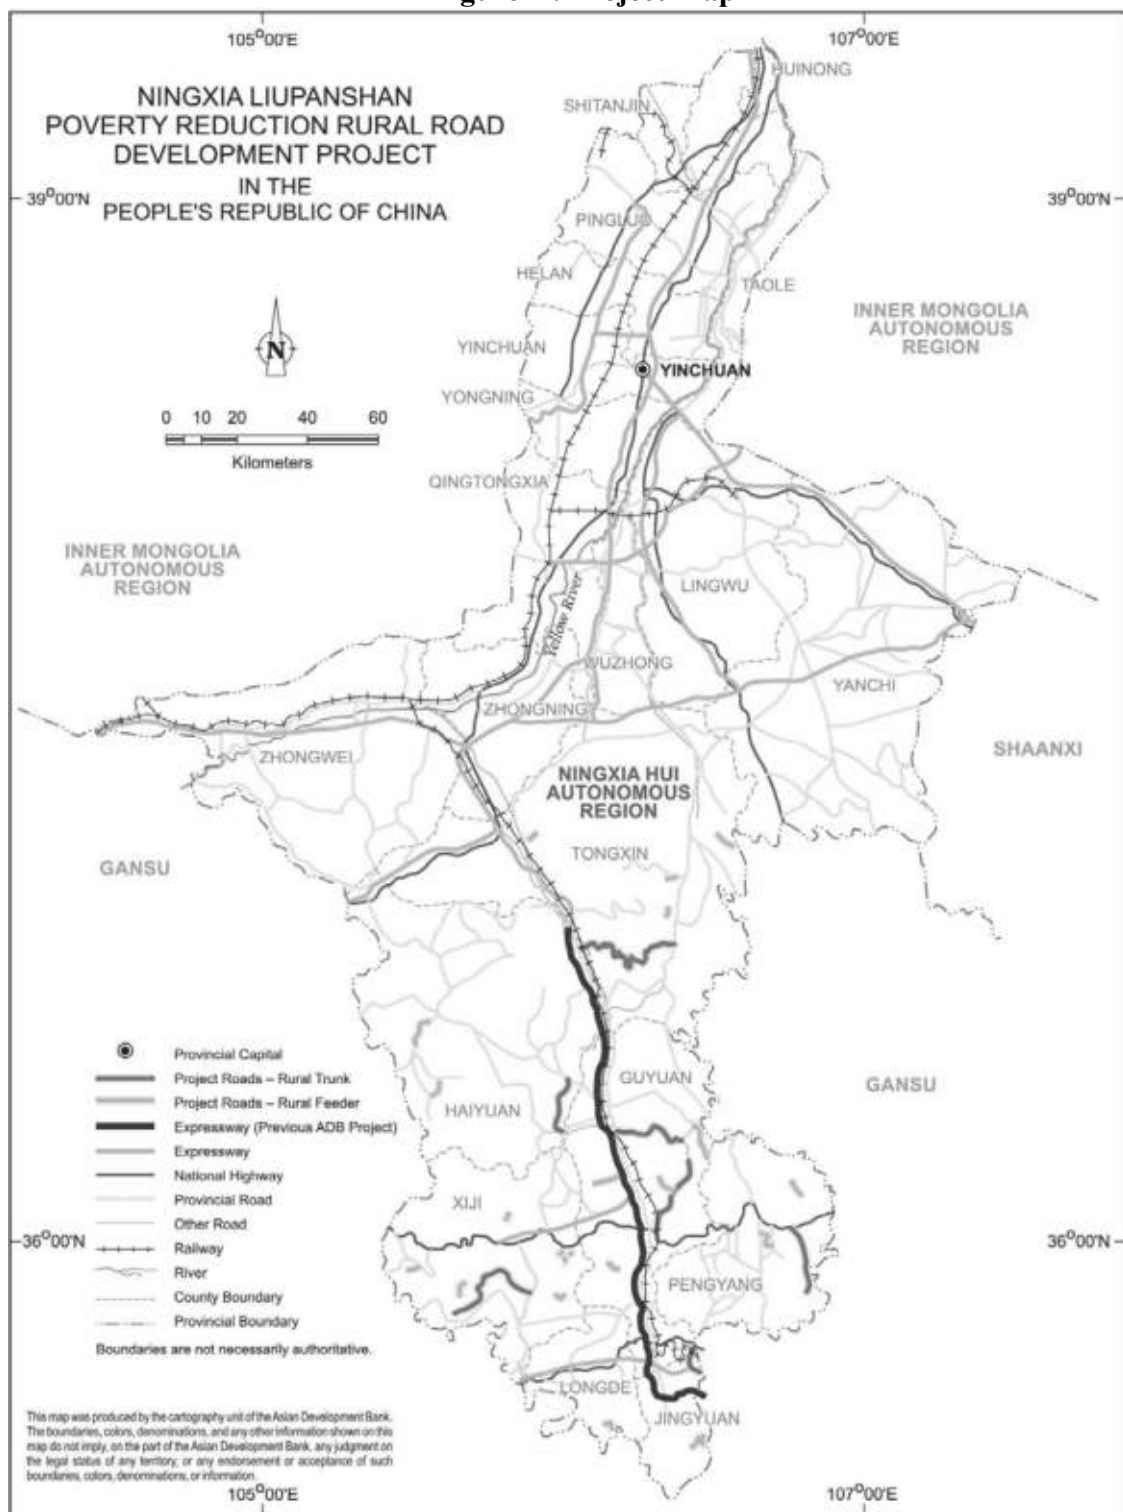 105°00'E
107°00'E
NINGXIA LIUPANSHAN
POVERTY REDUCTION RURAL ROAD
DEVELOPMENT PROJECT
IN THE
PEOPLE'S REPUBLIC OF CHINA
HUINONG
SHITANJIN
39°00'N
39°00'N
PINGLUO
HELAN
TAOLE
INNER MONGOLIA
AUTONOMOUS
REGION
YINCHUAN
YINCHUAN
N
YONGNING
0 10 20 40 60
Kilometers
QINGTONGXIA
INNER MONGOLIA
AUTONOMOUS
REGION
LINGWU
Yellow River
WUZHONG
YANCHI
ZHONGNING
ZHONGWEI
SHAANXI
NINGXIA HUI
AUTONOMOUS
REGION
TONGXIN
GANSU
Provincial Capital
Project Roads – Rural Trunk
Project Roads – Rural Feeder
Expressway (Previous ADB Project)
Expressway
National Highway
Provincial Road
Other Road
Railway
River
County Boundary
Provincial Boundary
Boundaries are not necessarily authoritative.
GUYUAN
GANSU
HAIYUAN
XIJI
36°00'N
36°00'N
PENGYANG
LONGDE
JINGYUAN
This map was produced by the cartography unit of the Asian Development Bank.
The boundaries, colors, denominations, and any other information shown on this
map do not imply, on the part of the Asian Development Bank, any judgment on
the legal status of any territory, or any endorsement or acceptance of such
boundaries, colors, denominations, or information.
105°00'E
107°00'E